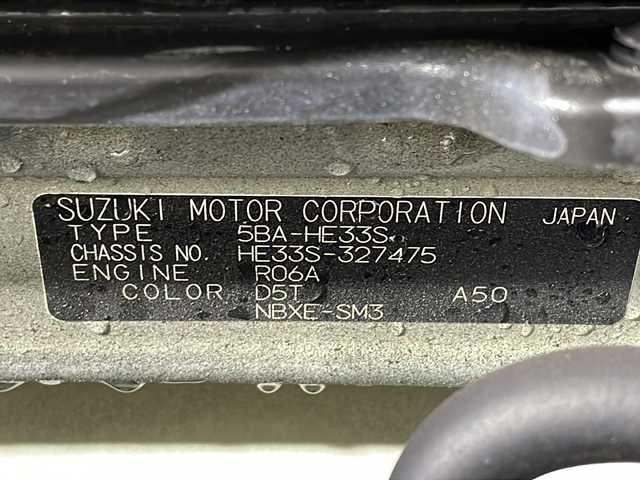 SUZUKI MOTOR CORPORATION JAPAN
TYPE 5BA-HE33S
CHASSIS NO. HE33S-327475
ENGINE R06A
COLOR D5T A50
NBXE-SM3